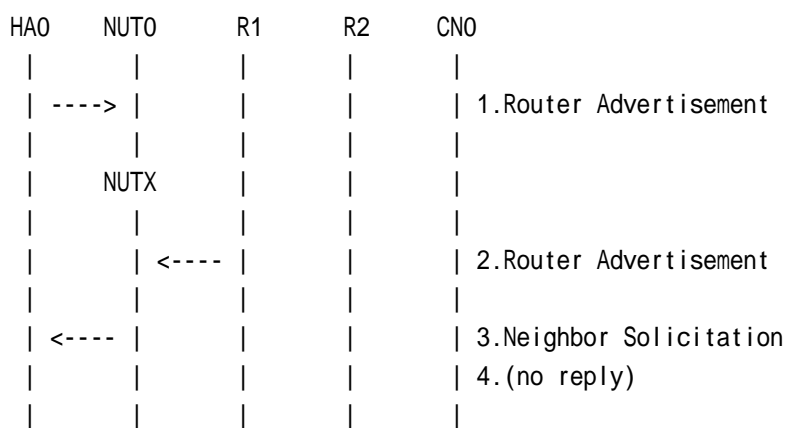 HA0 NUT0 R1 R2 CN0
| | | | |
| ----> | | | | 1.Router Advertisement
| | | | |
| NUTX | | |
| | | | |
| | <---- | | | 2.Router Advertisement
| | | | |
| <---- | | | | 3.Neighbor Solicitation
| | | | | 4.(no reply)
| | | | |